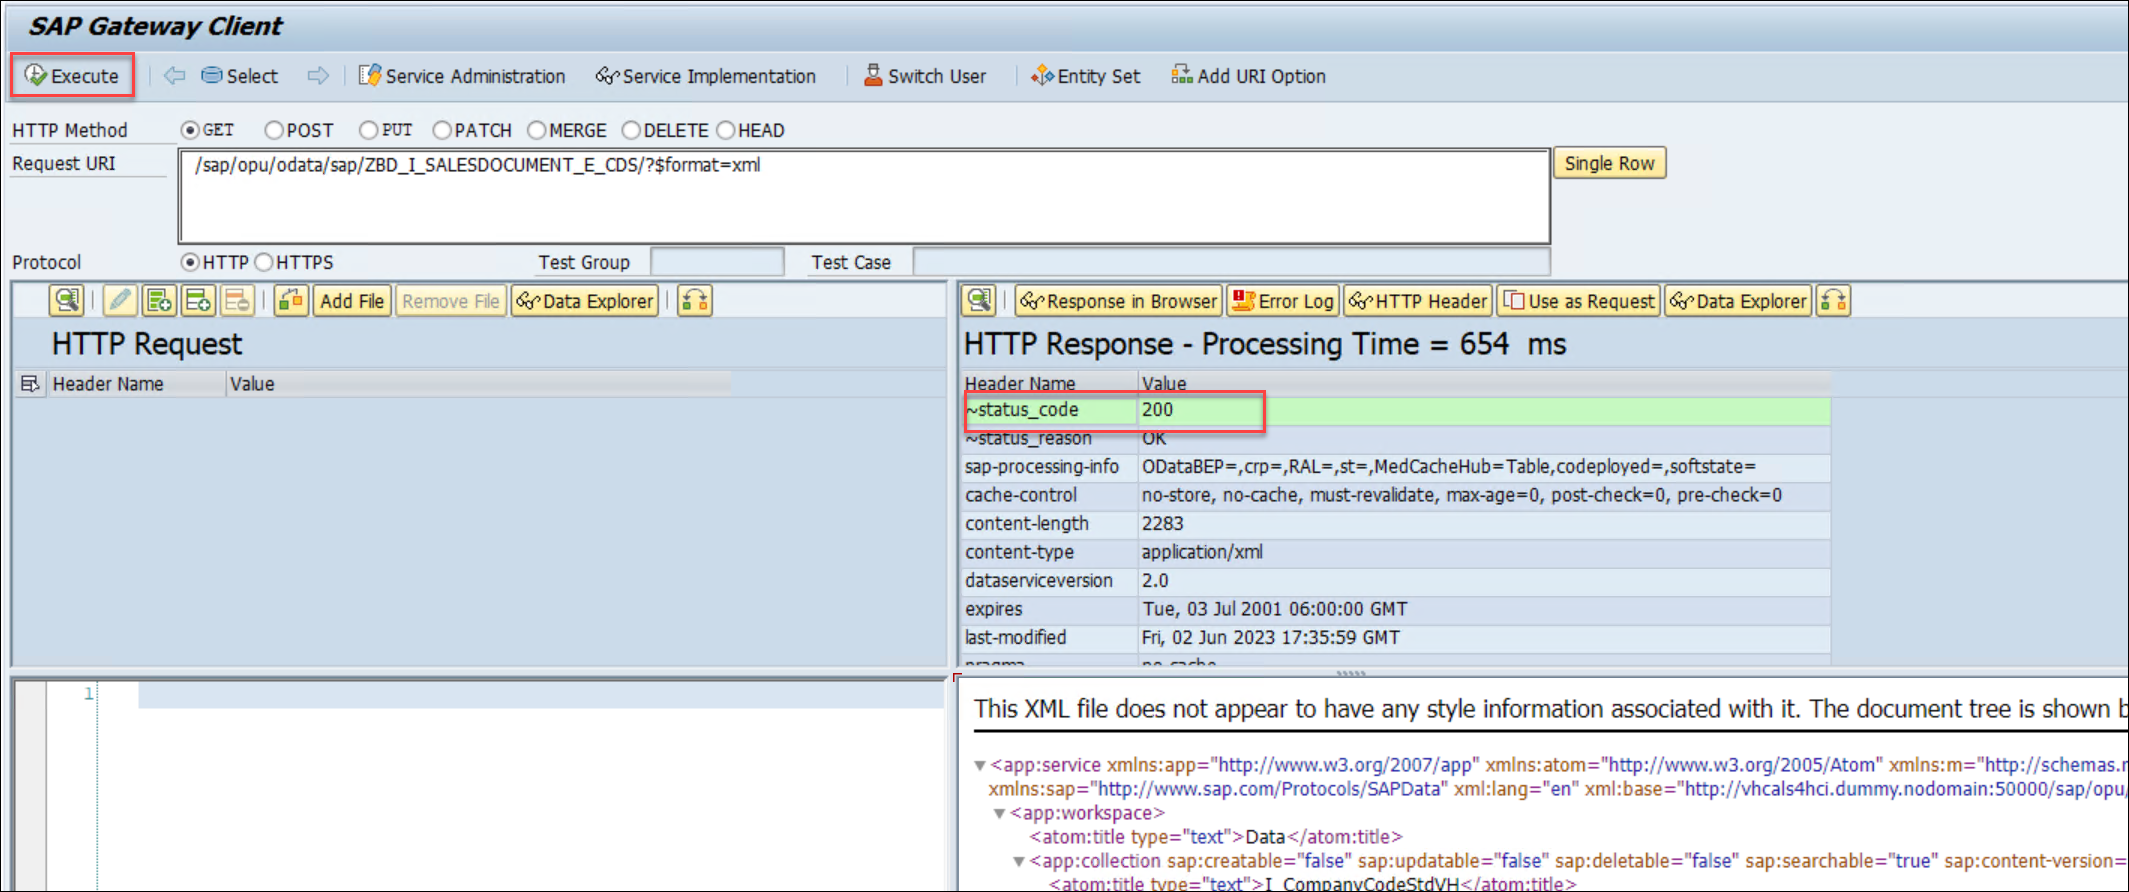 SAP Gateway Client
Execute Select Service Administration Service Implementation Switch User Entity Set Add URI Option
HTTP Method GET POST PUT PATCH MERGE DELETE HEAD
Request URI /sap/opu/odata/sap/ZBD_I_SALESDOCUMENT_E_CDS/?$format=xml Single Row
Protocol HTTP HTTPS Test Group Test Case
Add File Remove File Data Explorer
HTTP Request
Header Name Value
Response in Browser Error Log HTTP Header Use as Request Data Explorer
HTTP Response - Processing Time = 654 ms
Header Name Value
~status_code 200
~status_reason OK
sap-processing-info ODataBEP=,crp=,RAL=,st=,MedCacheHub=Table,codeployed=,softstate=
cache-control no-store, no-cache, must-revalidate, max-age=0, post-check=0, pre-check=0
content-length 2283
content-type application/xml
dataserviceversion 2.0
expires Tue, 03 Jul 2001 06:00:00 GMT
last-modified Fri, 02 Jun 2023 17:35:59 GMT
pragma no-cache
1
This XML file does not appear to have any style information associated with it. The document tree is shown b
<app:service xmlns:app="http://www.w3.org/2007/app" xmlns:atom="http://www.w3.org/2005/Atom" xmlns:m="http://schemas.
xmlns:sap="http://www.sap.com/Protocols/SAPData" xml:lang="en" xml:base="http://vhcals4hci.dummy.nodomain:50000/sap/opu/
<app:workspace>
<atom:title type="text">Data</atom:title>
<app:collection sap:creatable="false" sap:updatable="false" sap:deletable="false" sap:searchable="true" sap:content-version=
<atom:title type="text">I_CompanyCodeStdVH</atom:title>